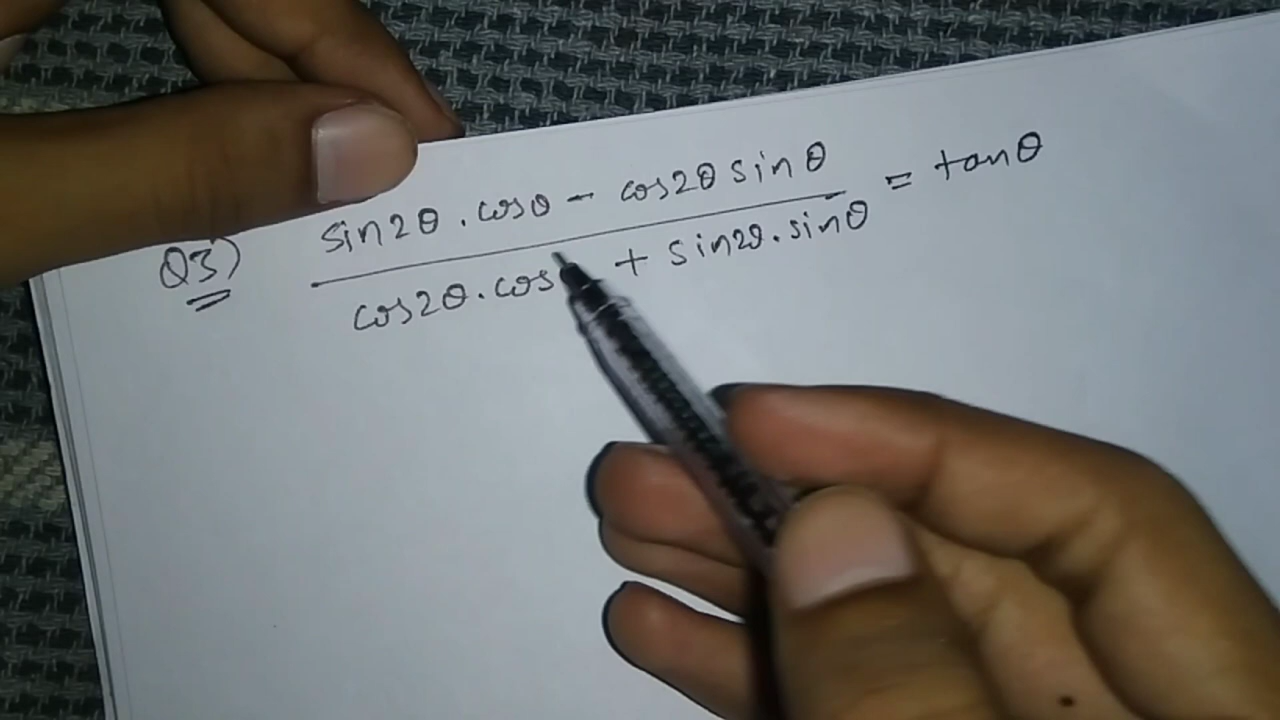 Q3) sin2θ . cosθ - cos2θ sinθ = tanθ
cos2θ . cos + sin2θ . sinθ